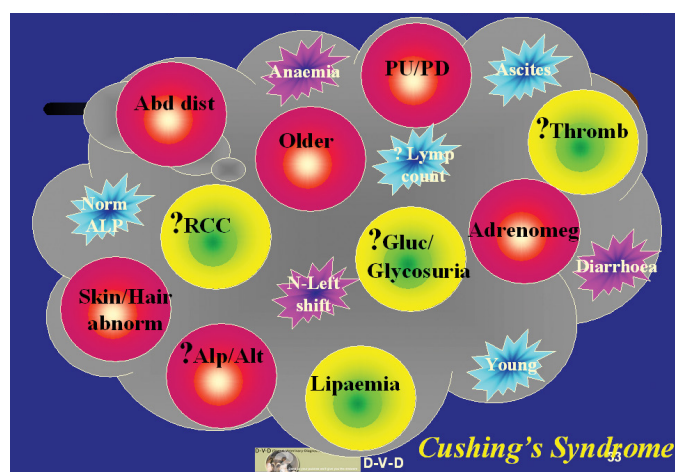 Anaemia
PU/PD
Ascites
Abd dist
?Thromb
Older
? Lymp
count
Norm
ALP
?RCC
?Gluc/
Glycosuria
Adrenomeg
Diarrhoea
N-Left
shift
Skin/Hair
abnorm
?Alp/Alt
Lipaemia
Young
Cushing's Syndrome
33
D-V-D
D-V-D